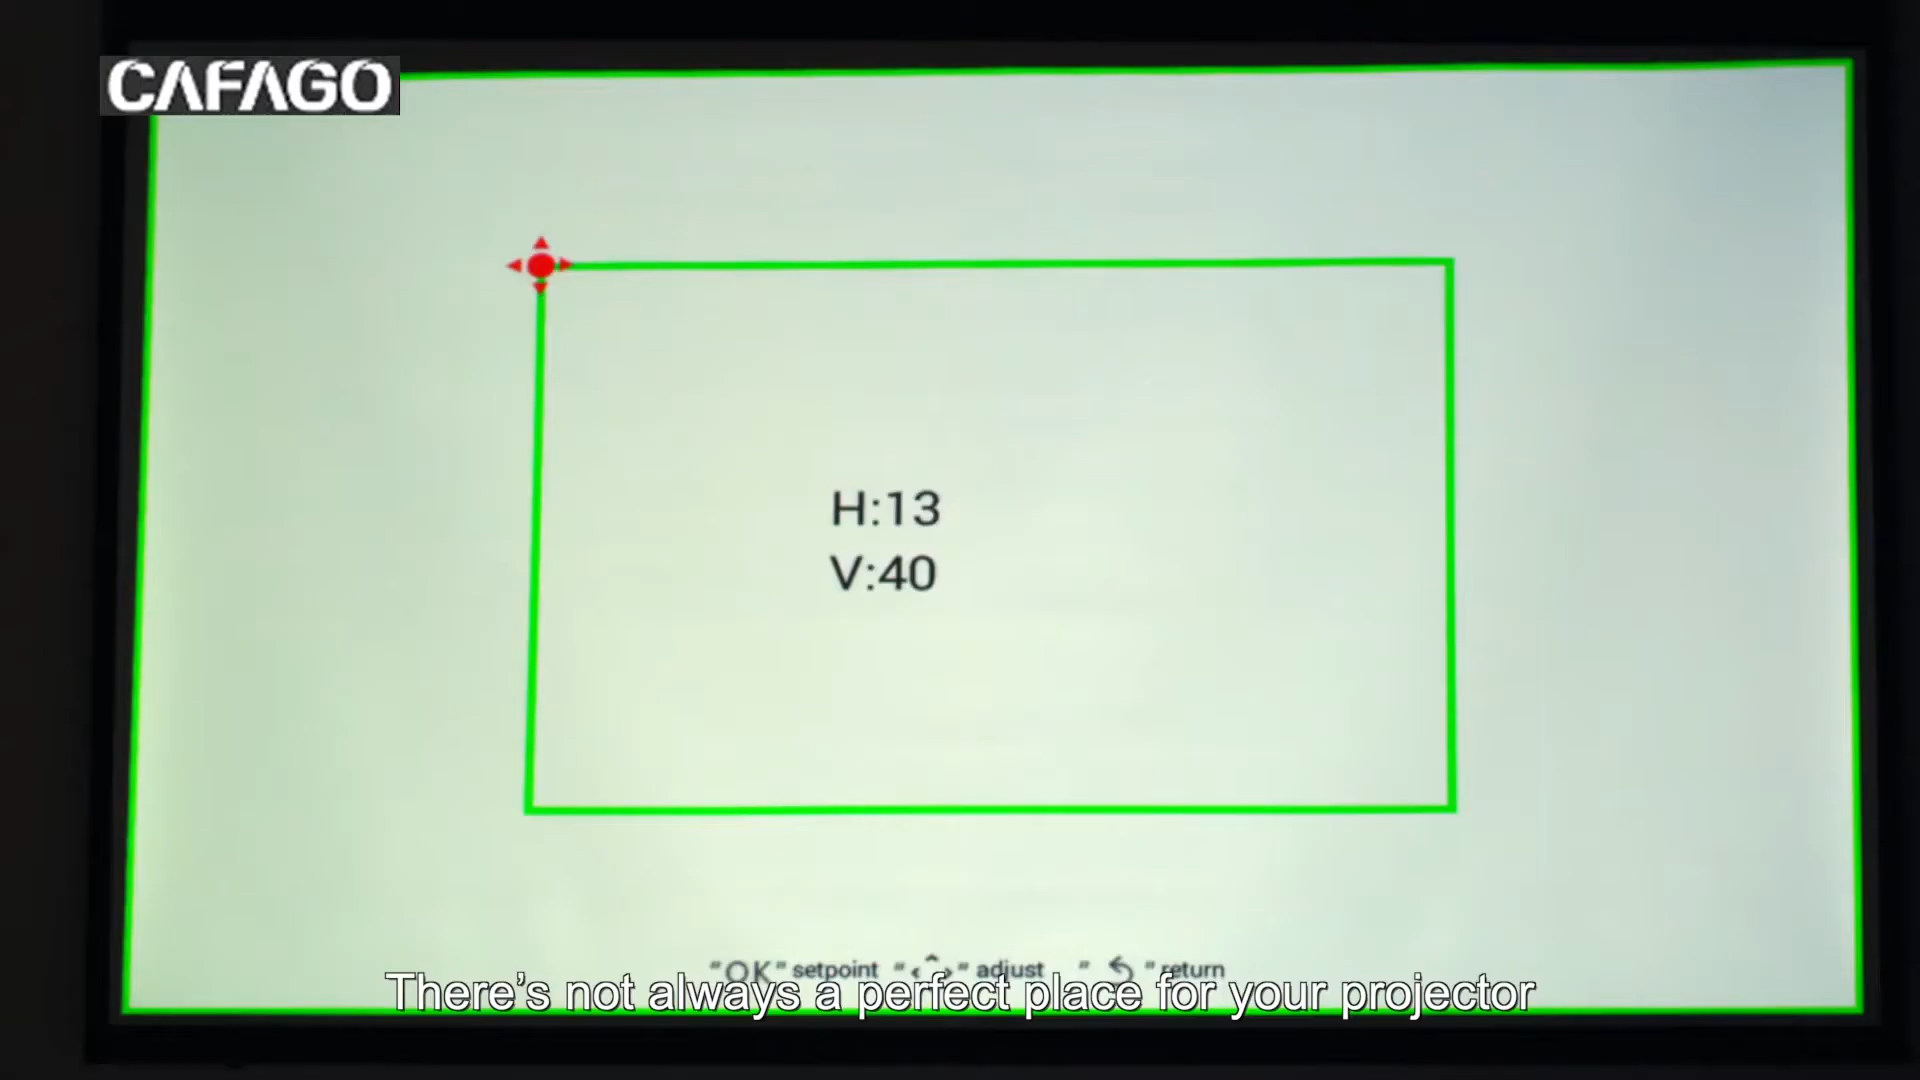 CAFAGO
H:13
V:40
"OK" setpoint "‹^›" adjust " ↰ " return
There's not always a perfect place for your projector